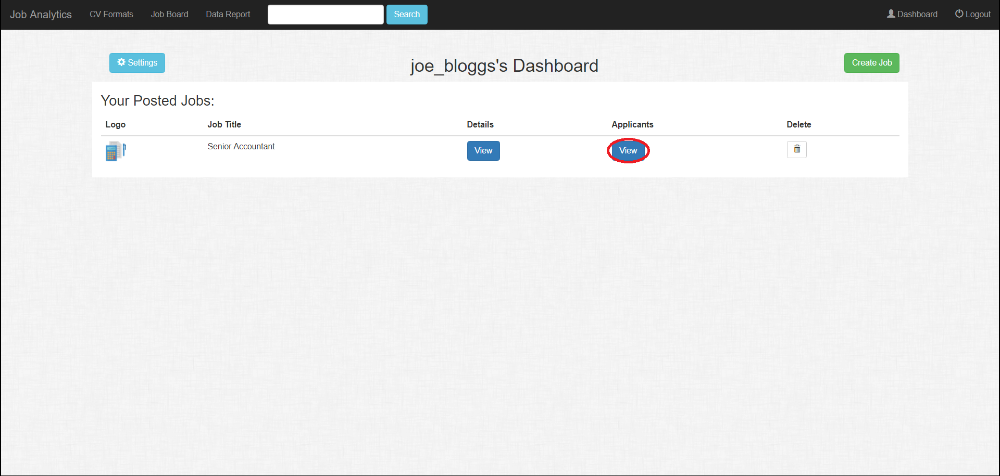 Job Analytics CV Formats Job Board Data Report Search Dashboard Logout
Settings joe_bloggs's Dashboard Create Job
Your Posted Jobs:
Logo Job Title Details Applicants Delete
Senior Accountant View View